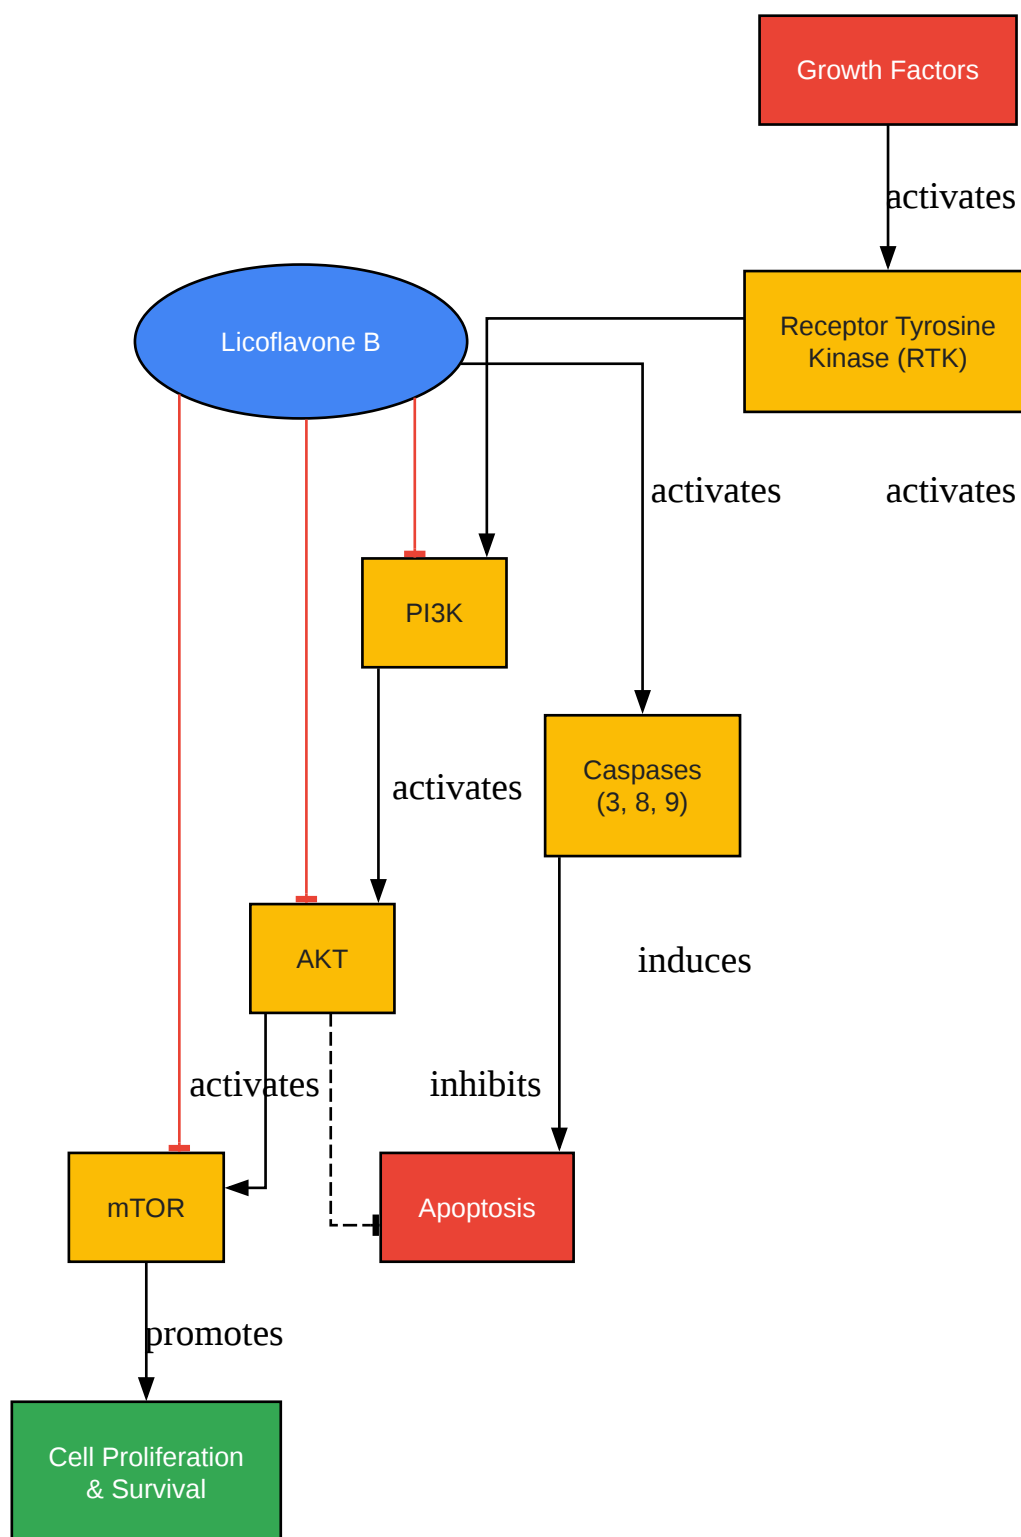 Growth Factors
activates
Receptor Tyrosine
Kinase (RTK)
Licoflavone B
activates
activates
PI3K
Caspases
(3, 8, 9)
activates
AKT
induces
activates
inhibits
mTOR
Apoptosis
promotes
Cell Proliferation
& Survival